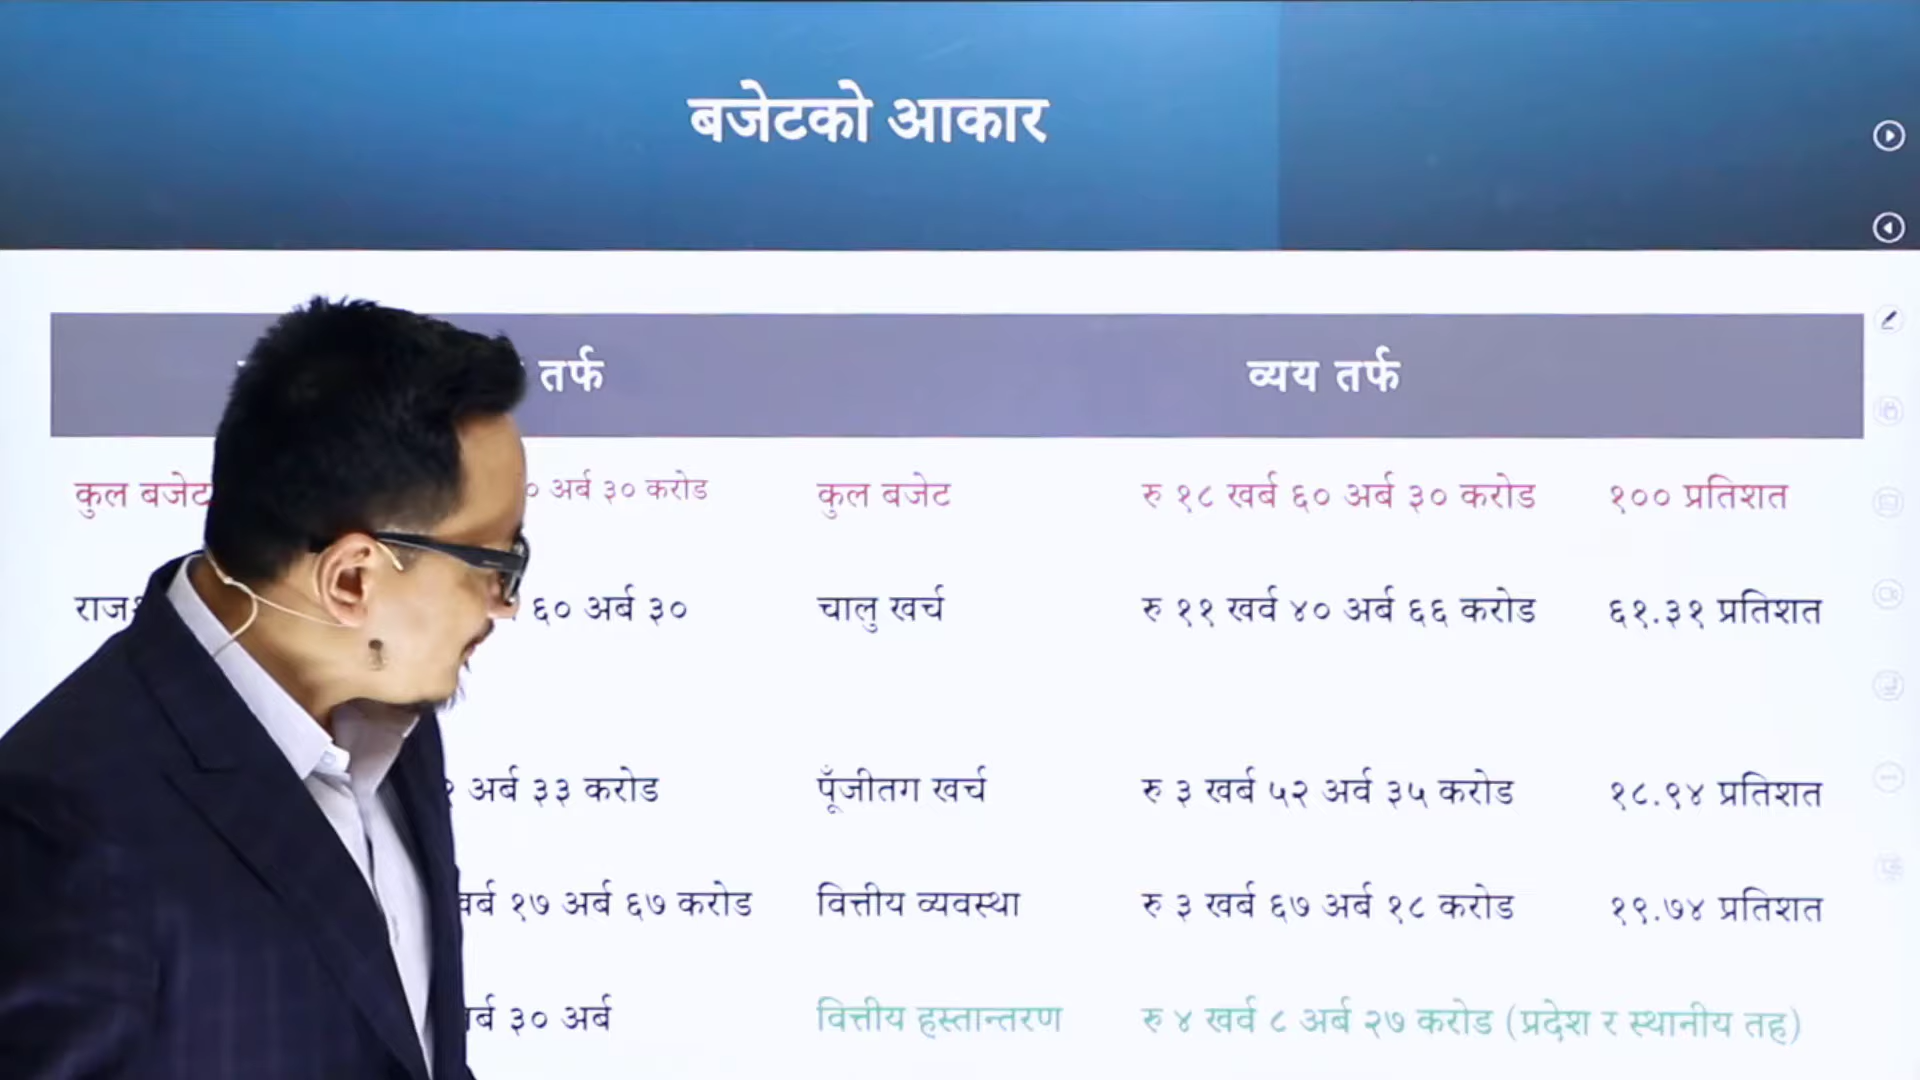 बजेटको आकार
तर्फ व्यय तर्फ
कुल बजेट अर्ब ३० करोड कुल बजेट रु १८ खर्ब ६० अर्ब ३० करोड १०० प्रतिशत
६० अर्ब ३० चालु खर्च रु ११ खर्व ४० अर्ब ६६ करोड ६१.३१ प्रतिशत
अर्ब ३३ करोड पूँजीतग खर्च रु ३ खर्ब ५२ अर्व ३५ करोड १८.९४ प्रतिशत
१७ अर्ब ६७ करोड वित्तीय व्यवस्था रु ३ खर्ब ६७ अर्ब १८ करोड १९.७४ प्रतिशत
३० अर्ब वित्तीय हस्तान्तरण रु ४ खर्व ८ अर्ब २७ करोड (प्रदेश र स्थानीय तह)